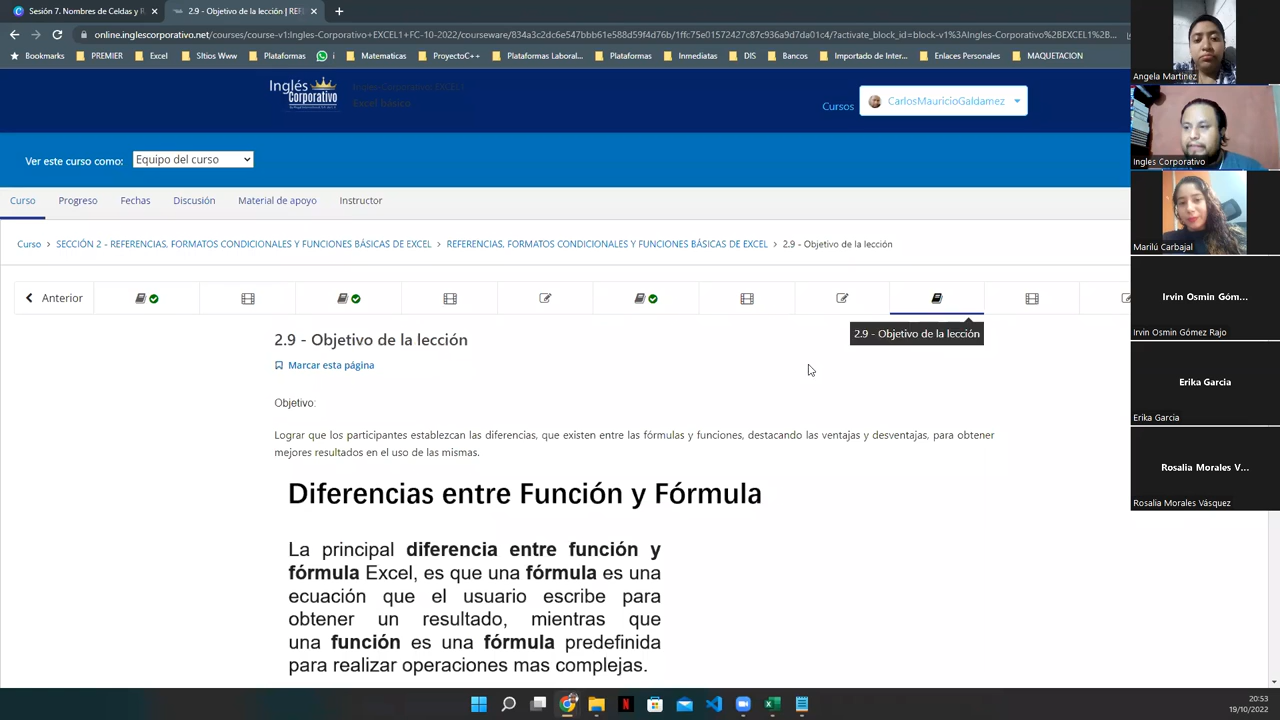 Sesión 7. Nombres de Celdas y R
2.9 - Objetivo de la lección | REF
online.inglescorporativo.net/courses/course-v1:Ingles-Corporativo+EXCEL1+FC-10-2022/courseware/834a3c2dc6e547bbb61e588d59f4d76b/1ffc75e01572427c87c936a9d7da01c4/?activate_block_id=block-v1%3AIngles-Corporativo%2BEXCEL1%2B...
Bookmarks
PREMIER
Excel
Sitios Www
Plataformas
i
Matematicas
ProyectoC++
Plataformas Laboral...
Plataformas
Inmediatas
DIS
Bancos
Importado de Inter...
Enlaces Personales
MAQUETACION
Inglés
Corporativo
Excel básico
Cursos
CarlosMauricioGaldamez
Ver este curso como:
Equipo del curso
Curso
Progreso
Fechas
Discusión
Material de apoyo
Instructor
Curso > SECCIÓN 2 - REFERENCIAS, FORMATOS CONDICIONALES Y FUNCIONES BÁSICAS DE EXCEL > REFERENCIAS, FORMATOS CONDICIONALES Y FUNCIONES BÁSICAS DE EXCEL > 2.9 - Objetivo de la lección
Anterior
2.9 - Objetivo de la lección
2.9 - Objetivo de la lección
Marcar esta página
Objetivo:
Lograr que los participantes establezcan las diferencias, que existen entre las fórmulas y funciones, destacando las ventajas y desventajas, para obtener
mejores resultados en el uso de las mismas.
Diferencias entre Función y Fórmula
La principal diferencia entre función y
fórmula Excel, es que una fórmula es una
ecuación que el usuario escribe para
obtener un resultado, mientras que
una función es una fórmula predefinida
para realizar operaciones mas complejas.
Angela Martinez
Ingles Corporativo
Marilú Carbajal
Irvin Osmin Góm...
Irvin Osmin Gómez Rajo
Erika Garcia
Erika Garcia
Rosalia Morales V...
Rosalia Morales Vásquez
20:53
19/10/2022